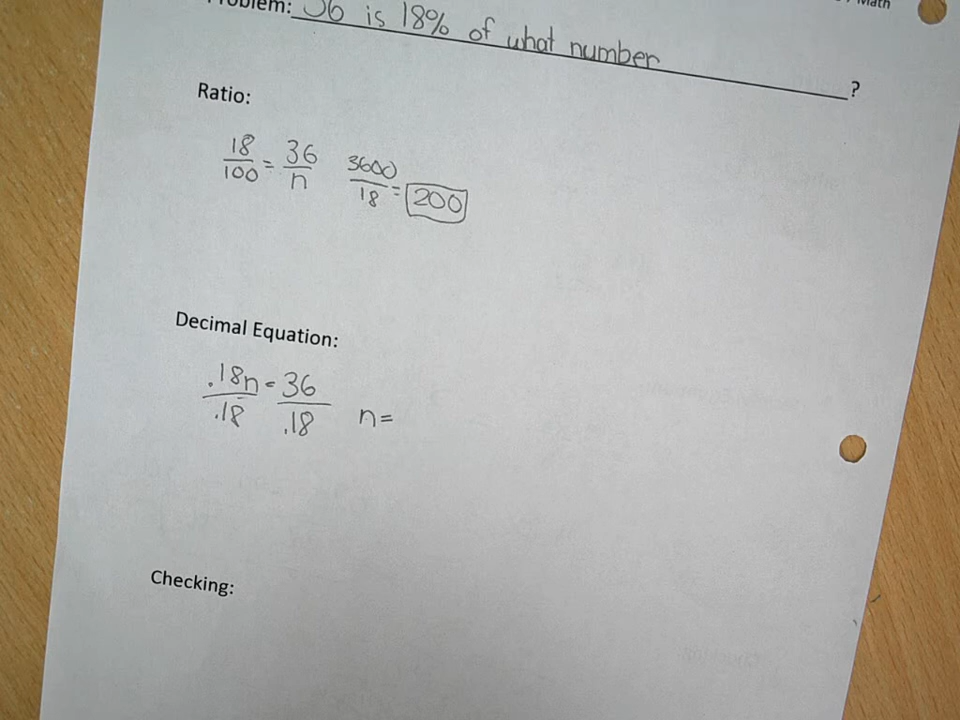 Math
Problem: 36 is 18% of what number ?
Ratio:
18/100 = 36/n 3600/18 = 200
Decimal Equation:
.18n/.18 = 36/.18 n=
Checking: